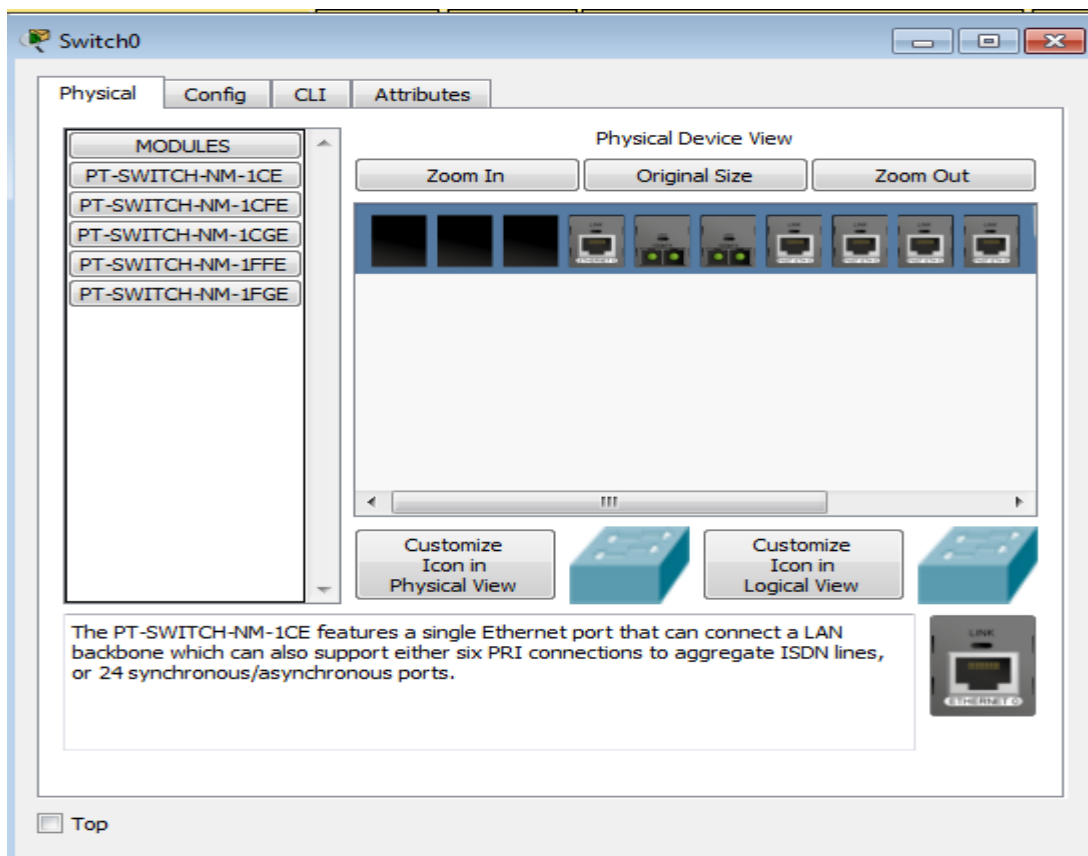 Switch0
Physical
Config
CLI
Attributes
MODULES
PT-SWITCH-NM-1CE
PT-SWITCH-NM-1CFE
PT-SWITCH-NM-1CGE
PT-SWITCH-NM-1FFE
PT-SWITCH-NM-1FGE
Physical Device View
Zoom In
Original Size
Zoom Out
Customize
Icon in
Physical View
Customize
Icon in
Logical View
The PT-SWITCH-NM-1CE features a single Ethernet port that can connect a LAN
backbone which can also support either six PRI connections to aggregate ISDN lines,
or 24 synchronous/asynchronous ports.
LINK
ETHERNET 0
Top